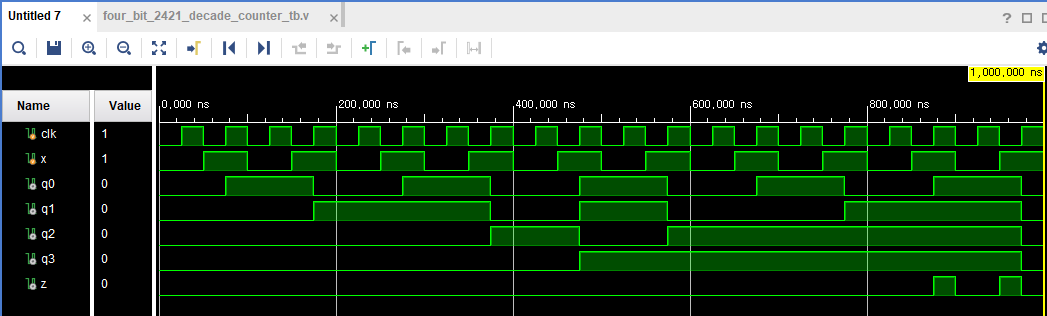 Untitled 7 × four_bit_2421_decade_counter_tb.v × ?
1,000,000 ns
Name Value 0,000 ns 200,000 ns 400,000 ns 600,000 ns 800,000 ns
clk 1
x 1
q0 0
q1 0
q2 0
q3 0
z 0